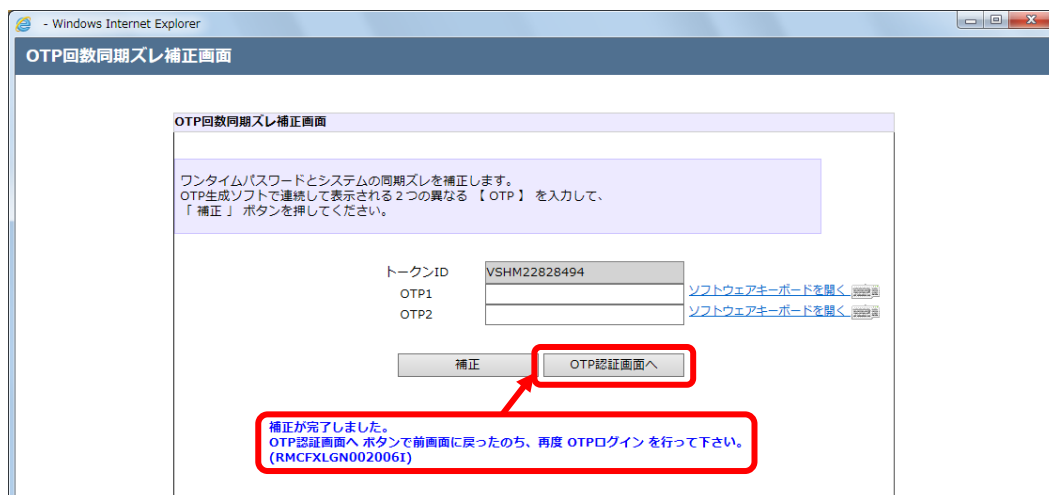 - Windows Internet Explorer
OTP回数同期ズレ補正画面
OTP回数同期ズレ補正画面
ワンタイムパスワードとシステムの同期ズレを補正します。
OTP生成ソフトで連続して表示される２つの異なる 【 OTP 】 を入力して、
「 補正 」 ボタンを押してください。
トークンID VSHM22828494
OTP1 ソフトウェアキーボードを開く
OTP2 ソフトウェアキーボードを開く
補正 OTP認証画面へ
補正が完了しました。
OTP認証画面へ ボタンで前画面に戻ったのち、再度 OTPログイン を行って下さい。
(RMCFXLGN002006I)